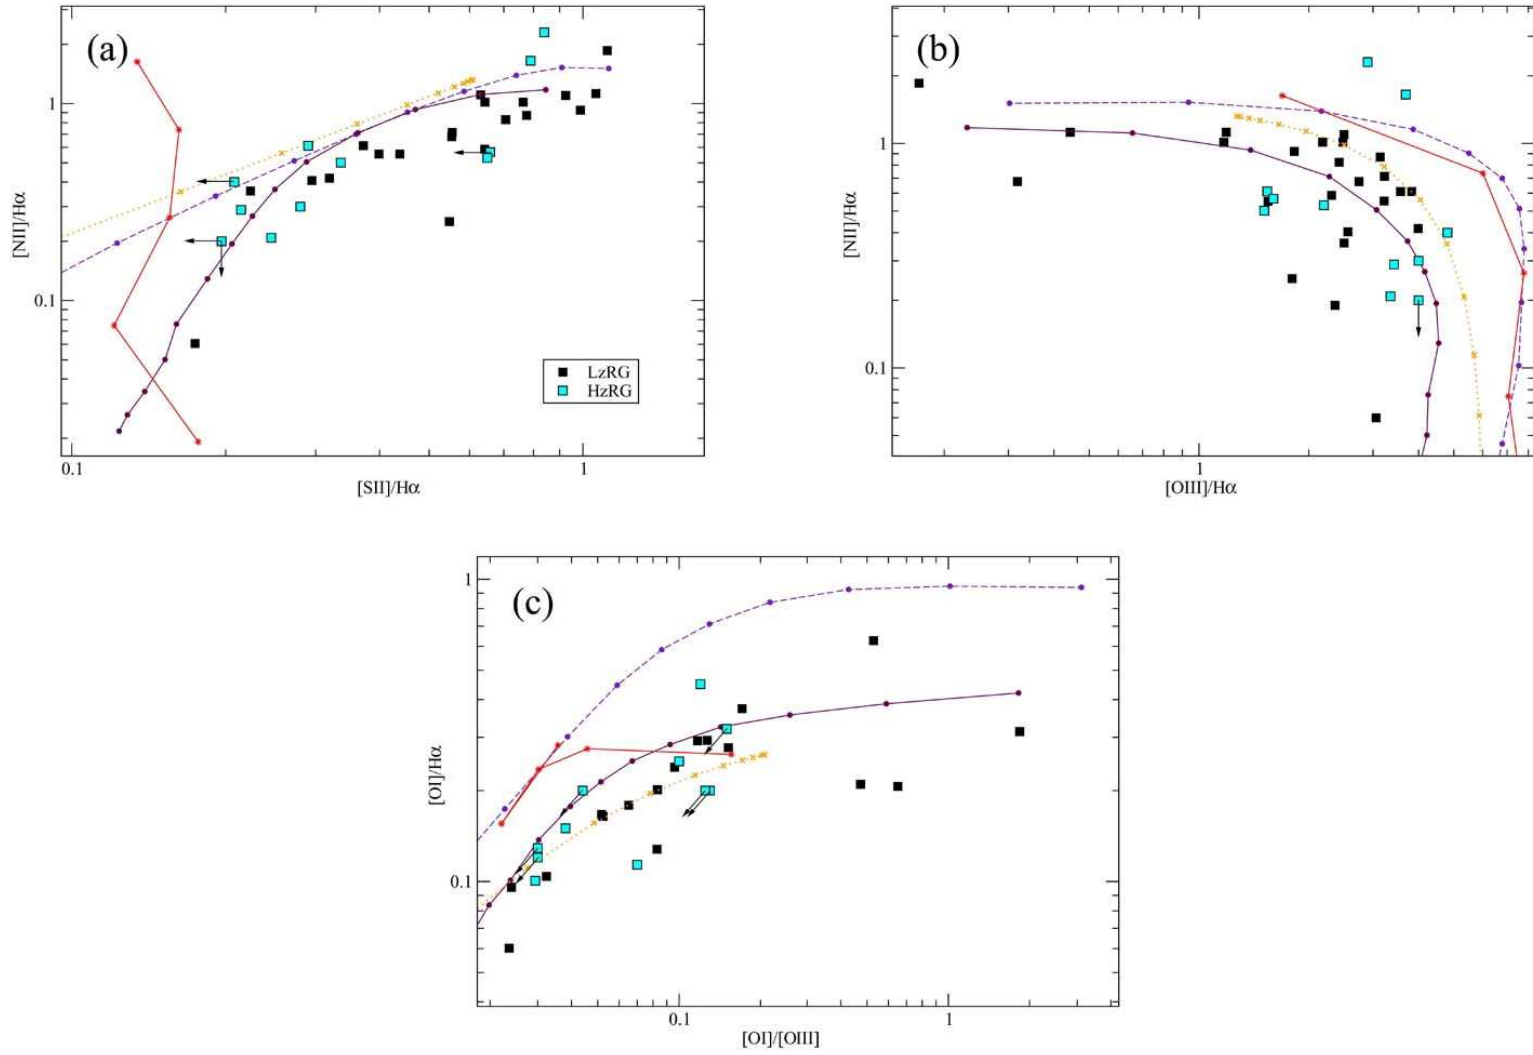 (a)
1
0.1
[NII]/Hα
0.1
1
[SII]/Hα
LzRG
HzRG
(b)
1
0.1
[NII]/Hα
1
[OIII]/Hα
(c)
1
0.1
[OI]/Hα
0.1
1
[OI]/[OIII]